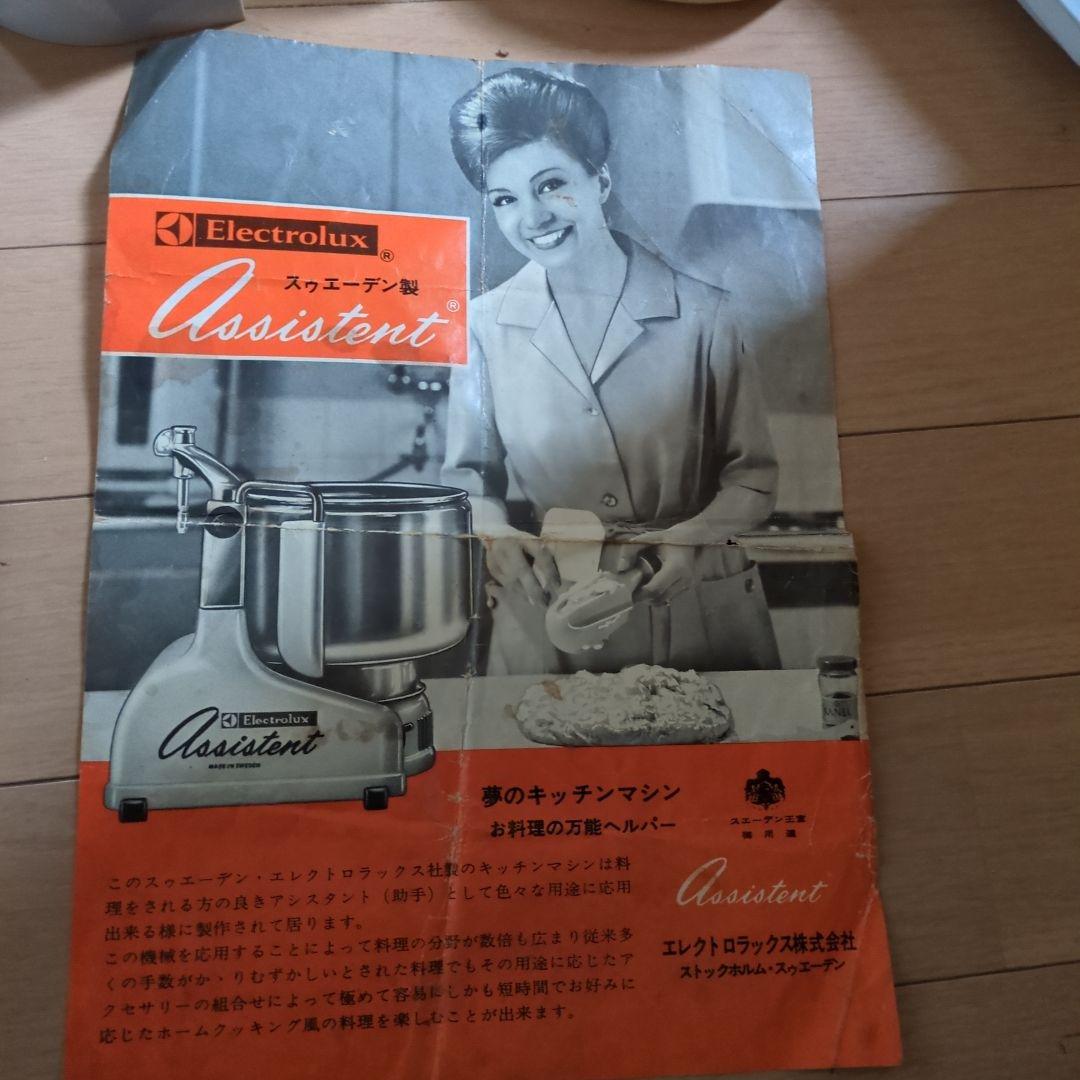 Electrolux®
スゥエーデン製
Assistent®
Electrolux
Assistent
MADE IN SWEDEN
夢のキッチンマシン
お料理の万能ヘルパー
スエーデン王室
御用達
このスゥエーデン・エレクトロラックス社製のキッチンマシンは料
理をされる方の良きアシスタント（助手）として色々な用途に応用
出来る様に製作されて居ります。
この機械を応用することによって料理の分野が数倍も広まり従来多
くの手数がか、りむずかしいとされた料理でもその用途に応じたア
クセサリーの組合せによって極めて容易にしかも短時間でお好みに
応じたホームクッキング風の料理を楽しむことが出来ます。
Assistent
エレクトロラックス株式会社
ストックホルム・スゥエーデン